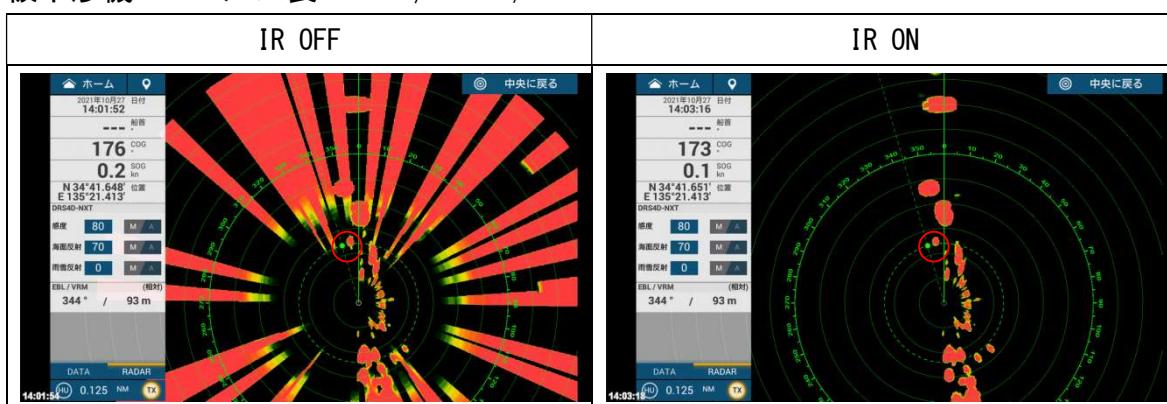 IR OFF
IR ON
ホーム
中央に戻る
2021年10月27 日付
14:01:52
--- 船首
176 ° COG
0.2 SOG kn
N 34°41.648' 位置
E 135°21.413'
DRS4D-NXT
感度 80 M / A
海面反射 70 M / A
雨雪反射 0 M / A
EBL / VRM (相対)
344 ° / 93 m
DATA RADAR
HU 0.125 NM TX
14:01:54
ホーム
中央に戻る
2021年10月27 日付
14:03:16
--- 船首
173 ° COG
0.1 SOG kn
N 34°41.651' 位置
E 135°21.413'
DRS4D-NXT
感度 80 M / A
海面反射 70 M / A
雨雪反射 0 M / A
EBL / VRM (相対)
344 ° / 93 m
DATA RADAR
HU 0.125 NM TX
14:03:18